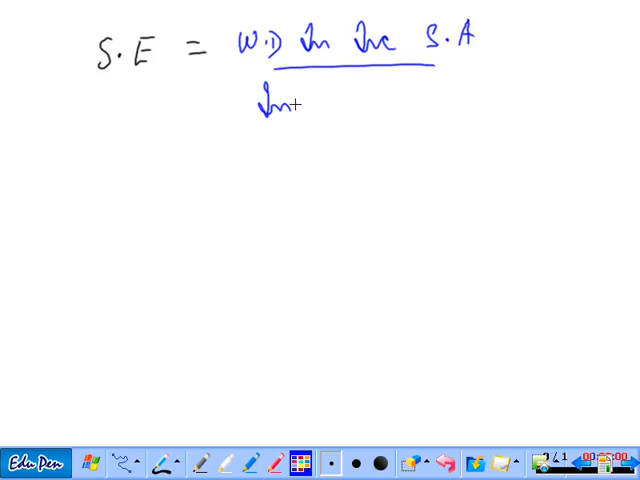 S.E = W.D In Inc S.A
In
Edu Pen